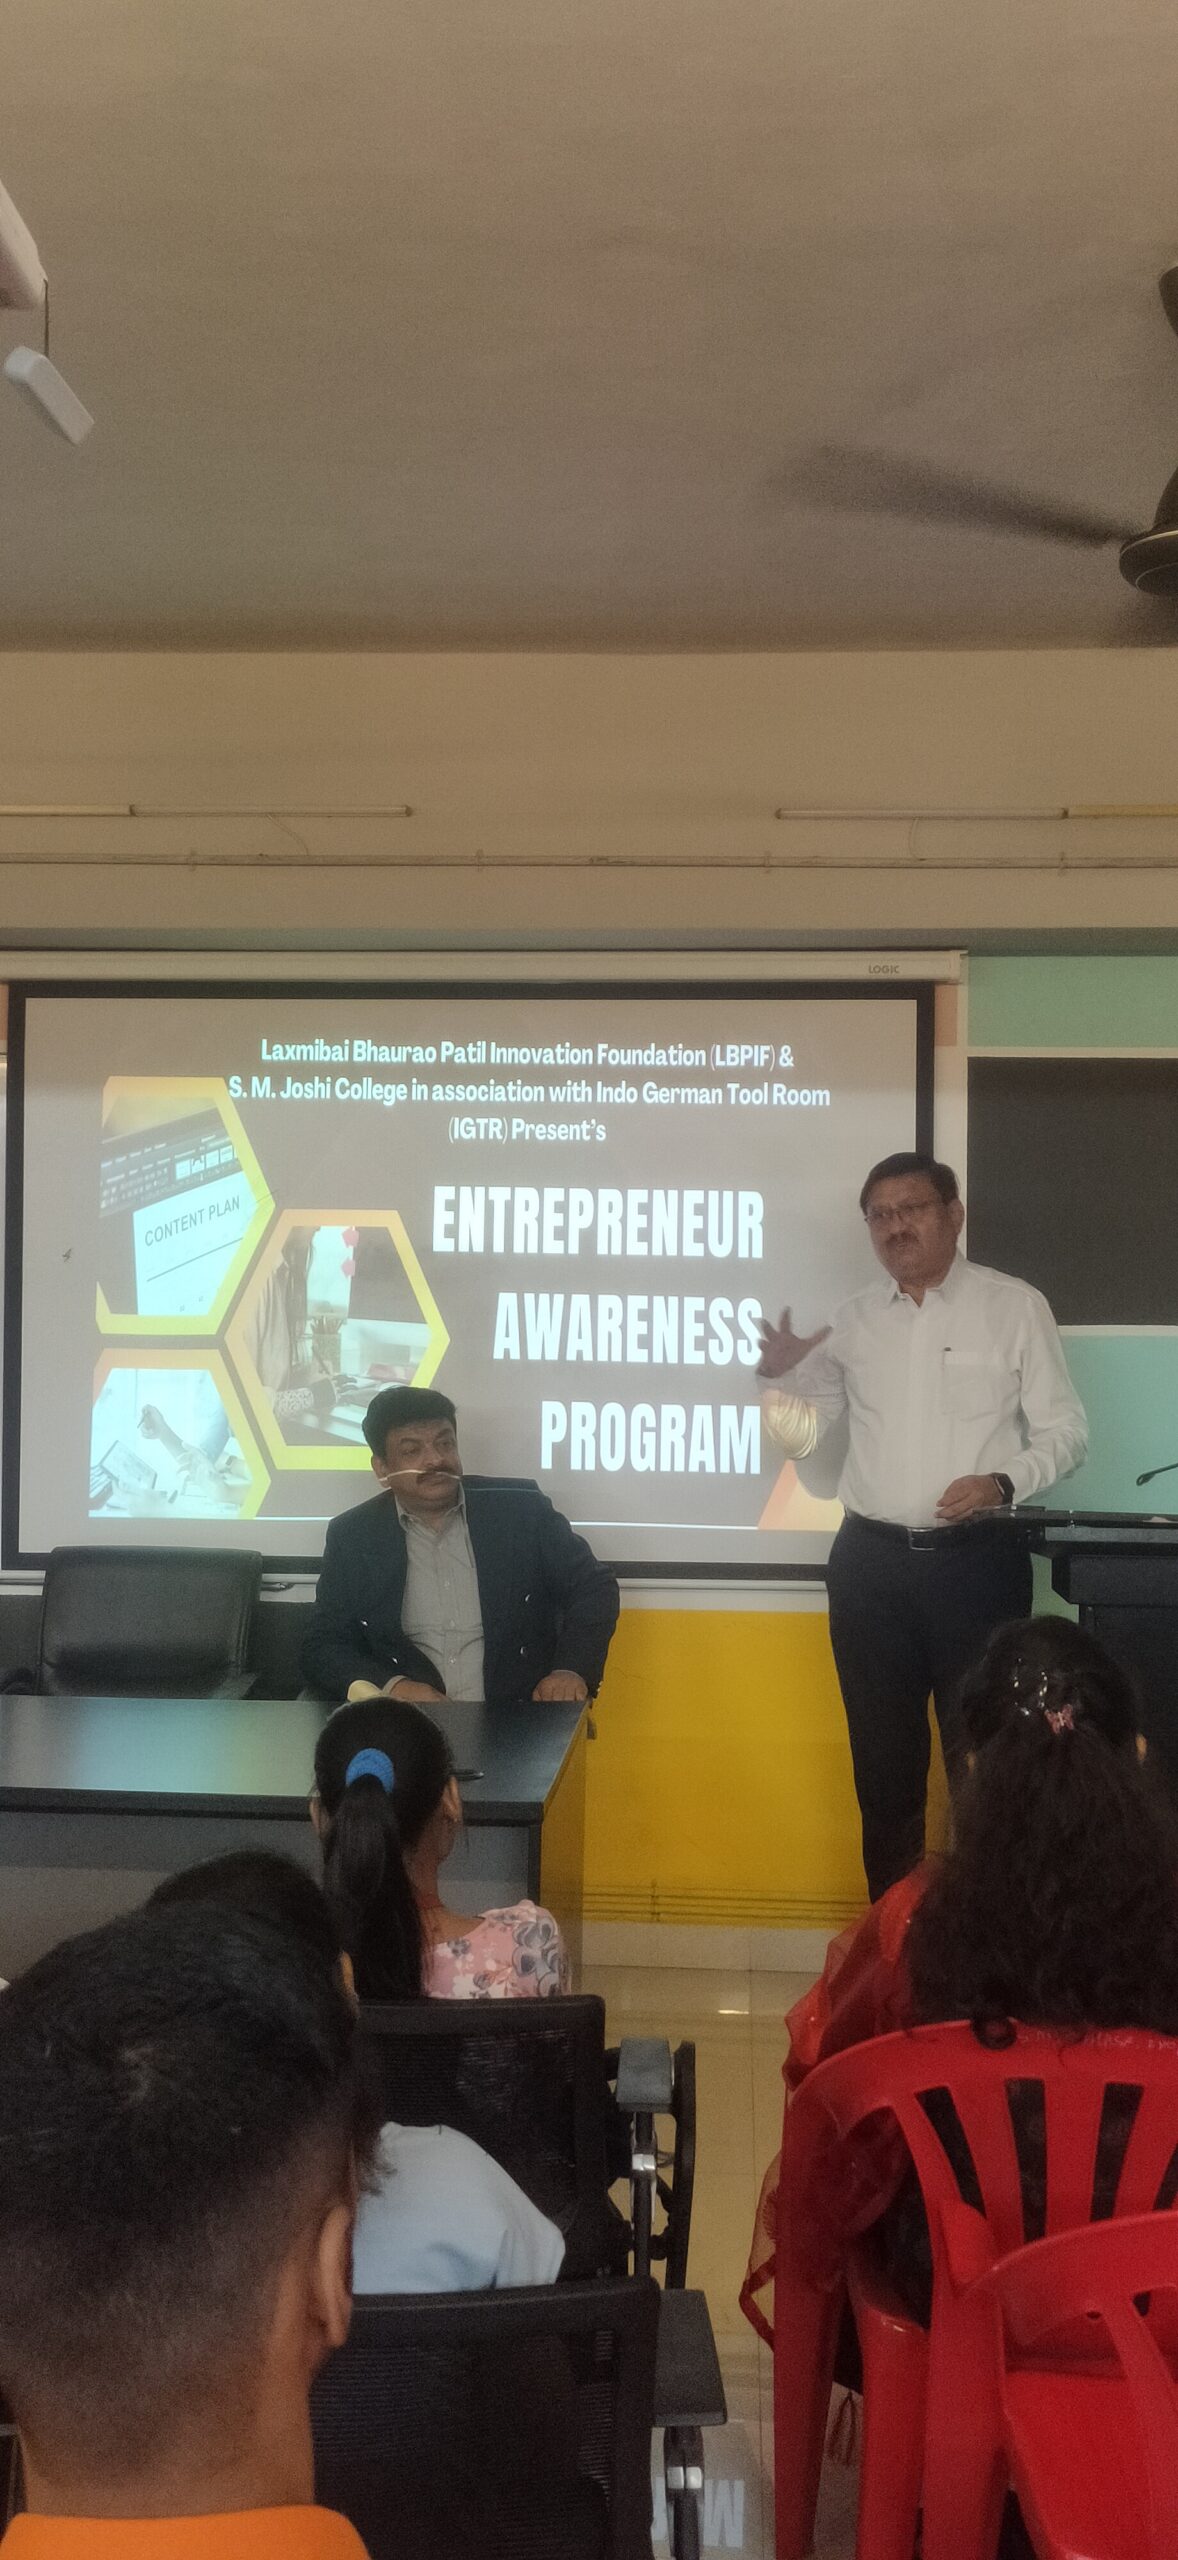 LOGIC
Laxmibai Bhaurao Patil Innovation Foundation (LBPIF) &
S. M. Joshi College in association with Indo German Tool Room
(IGTR) Present's
CONTENT PLAN
ENTREPRENEUR
AWARENESS
PROGRAM